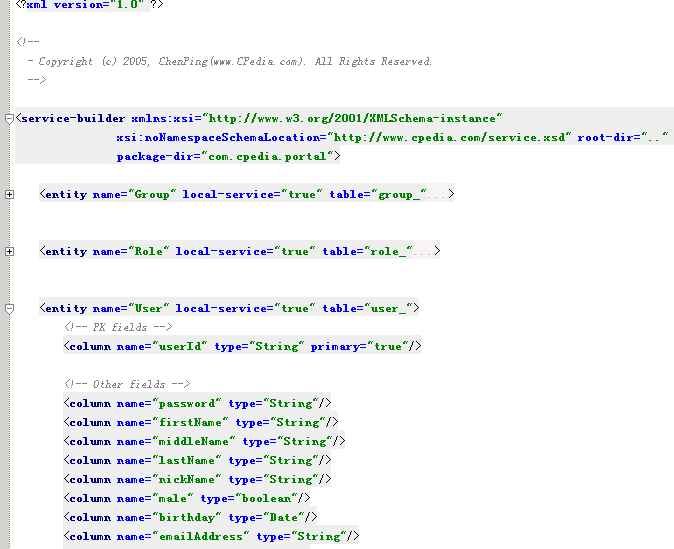 <?xml version="1.0" ?>
<!--
- Copyright (c) 2005, ChenPing(www.CPedia.com). All Rights Reserved.
-->
<service-builder xmlns:xsi="http://www.w3.org/2001/XMLSchema-instance"
xsi:noNamespaceSchemaLocation="http://www.cpedia.com/service.xsd" root-dir=".."
package-dir="com.cpedia.portal">
<entity name="Group" local-service="true" table="group_"...>
<entity name="Role" local-service="true" table="role_"...>
<entity name="User" local-service="true" table="user_">
<!-- PK fields -->
<column name="userId" type="String" primary="true"/>
<!-- Other fields -->
<column name="password" type="String"/>
<column name="firstName" type="String"/>
<column name="middleName" type="String"/>
<column name="lastName" type="String"/>
<column name="nickName" type="String"/>
<column name="male" type="boolean"/>
<column name="birthday" type="Date"/>
<column name="emailAddress" type="String"/>